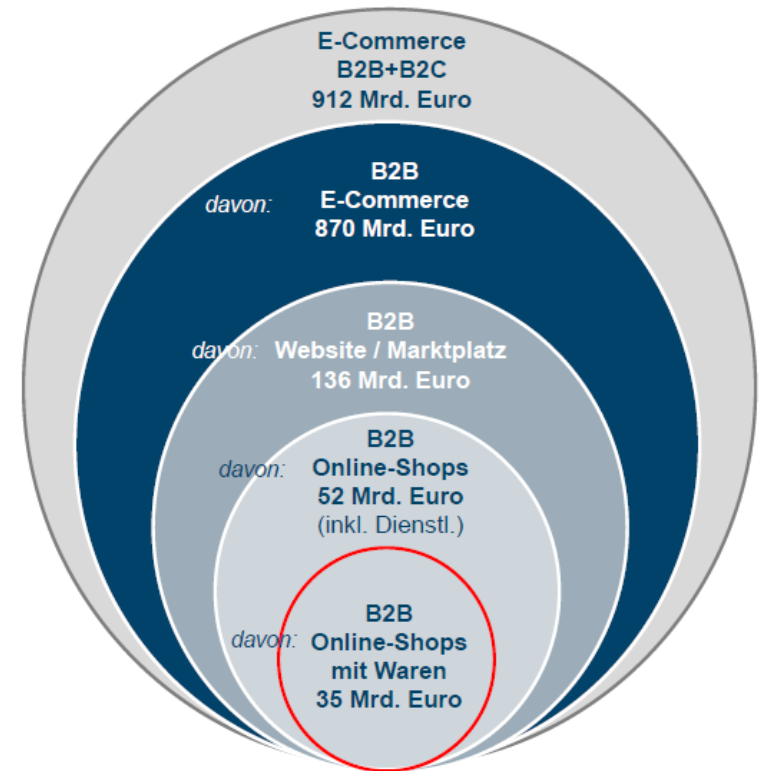 E-Commerce
B2B+B2C
912 Mrd. Euro
B2B
davon: E-Commerce
870 Mrd. Euro
B2B
davon: Website / Marktplatz
136 Mrd. Euro
B2B
davon: Online-Shops
52 Mrd. Euro
(inkl. Dienstl.)
B2B
davon: Online-Shops
mit Waren
35 Mrd. Euro